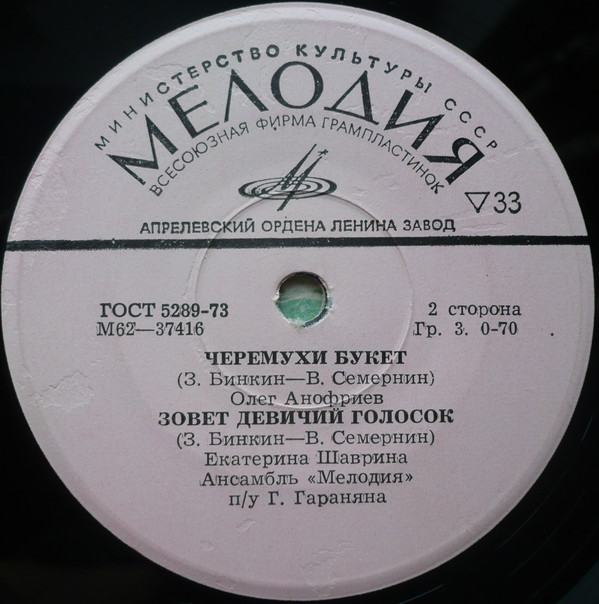 МИНИСТЕРСТВО КУЛЬТУРЫ СССР
МЕЛОДИЯ
ВСЕСОЮЗНАЯ ФИРМА ГРАМПЛАСТИНОК
33
АПРЕЛЕВСКИЙ ОРДЕНА ЛЕНИНА ЗАВОД
ГОСТ 5289-73 2 сторона
М62—37416 Гр. 3. 0-70
ЧЕРЕМУХИ БУКЕТ
(З. Бинкин—В. Семернин)
Олег Анофриев
ЗОВЕТ ДЕВИЧИЙ ГОЛОСОК
(З. Бинкин—В. Семернин)
Екатерина Шаврина
Ансамбль «Мелодия»
п/у Г. Гараняна